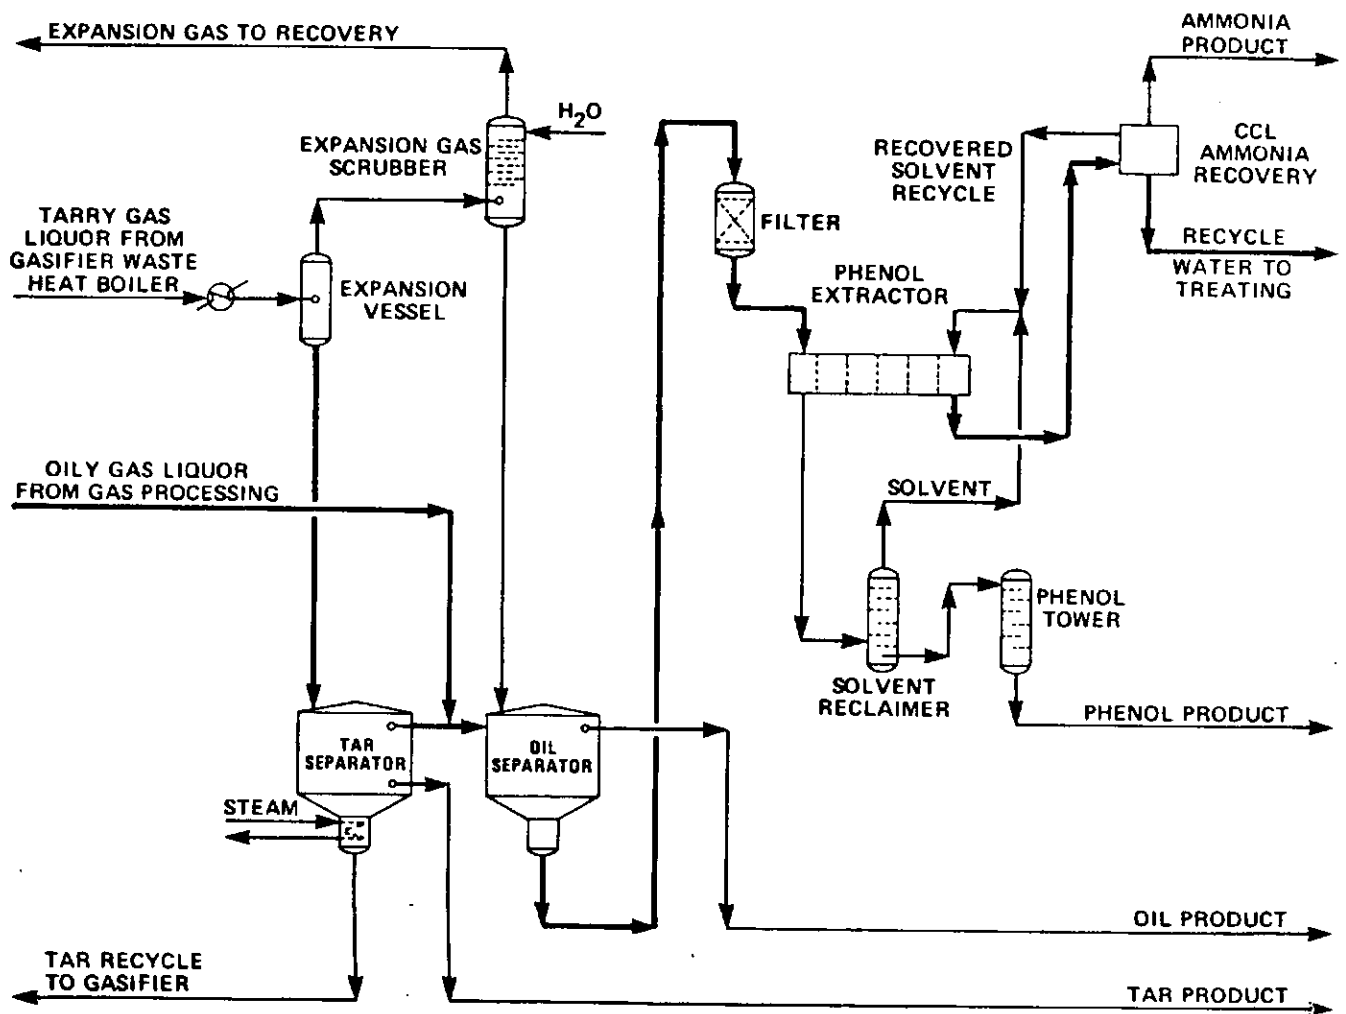 EXPANSION GAS TO RECOVERY
AMMONIA
PRODUCT
H2O
EXPANSION GAS
SCRUBBER
RECOVERED
SOLVENT
RECYCLE
CCL
AMMONIA
RECOVERY
TARRY GAS
LIQUOR FROM
GASIFIER WASTE
HEAT BOILER
FILTER
RECYCLE
WATER TO
TREATING
EXPANSION
VESSEL
PHENOL
EXTRACTOR
OILY GAS LIQUOR
FROM GAS PROCESSING
SOLVENT
PHENOL
TOWER
SOLVENT
RECLAIMER
PHENOL PRODUCT
TAR
SEPARATOR
OIL
SEPARATOR
STEAM
OIL PRODUCT
TAR RECYCLE
TO GASIFIER
TAR PRODUCT